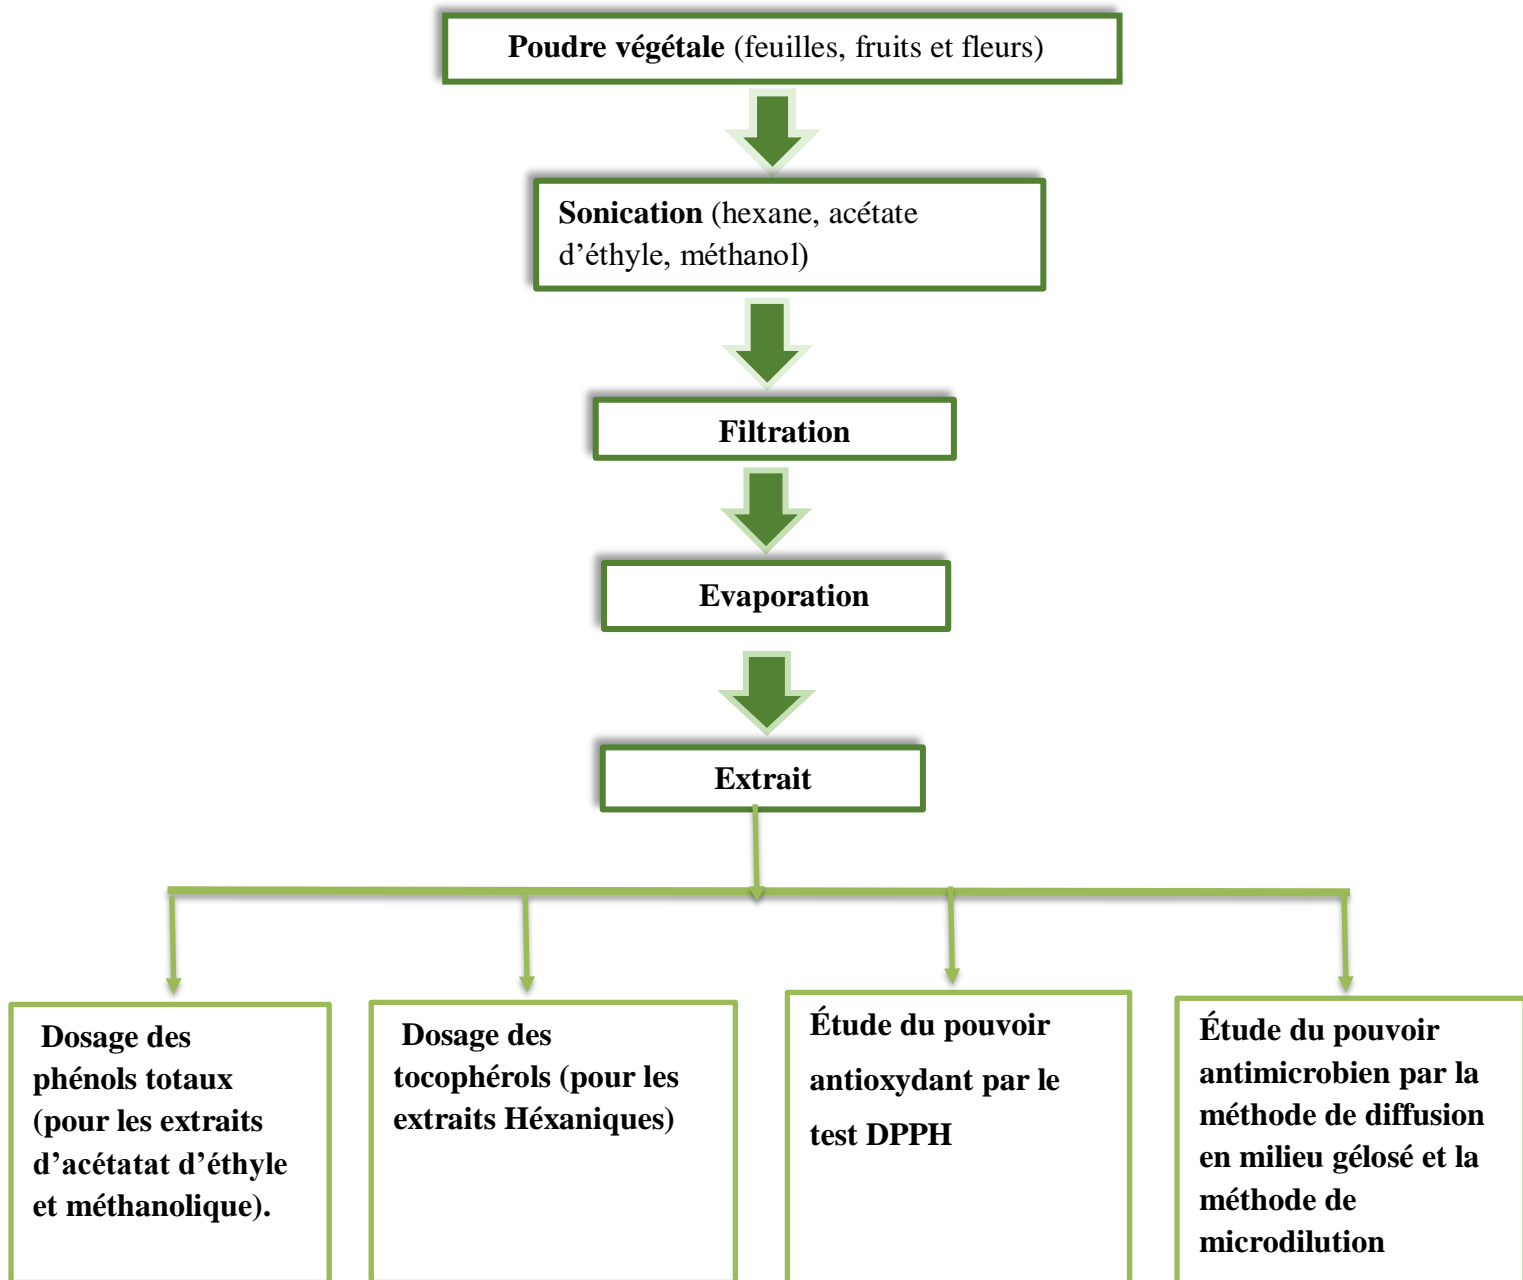 Poudre végétale (feuilles, fruits et fleurs)
Sonication (hexane, acétate
d’éthyle, méthanol)
Filtration
Evaporation
Extrait
Dosage des
phénols totaux
(pour les extraits
d’acétatat d’éthyle
et méthanolique).
Dosage des
tocophérols (pour les
extraits Héxaniques)
Étude du pouvoir
antioxydant par le
test DPPH
Étude du pouvoir
antimicrobien par la
méthode de diffusion
en milieu gélosé et la
méthode de
microdilution